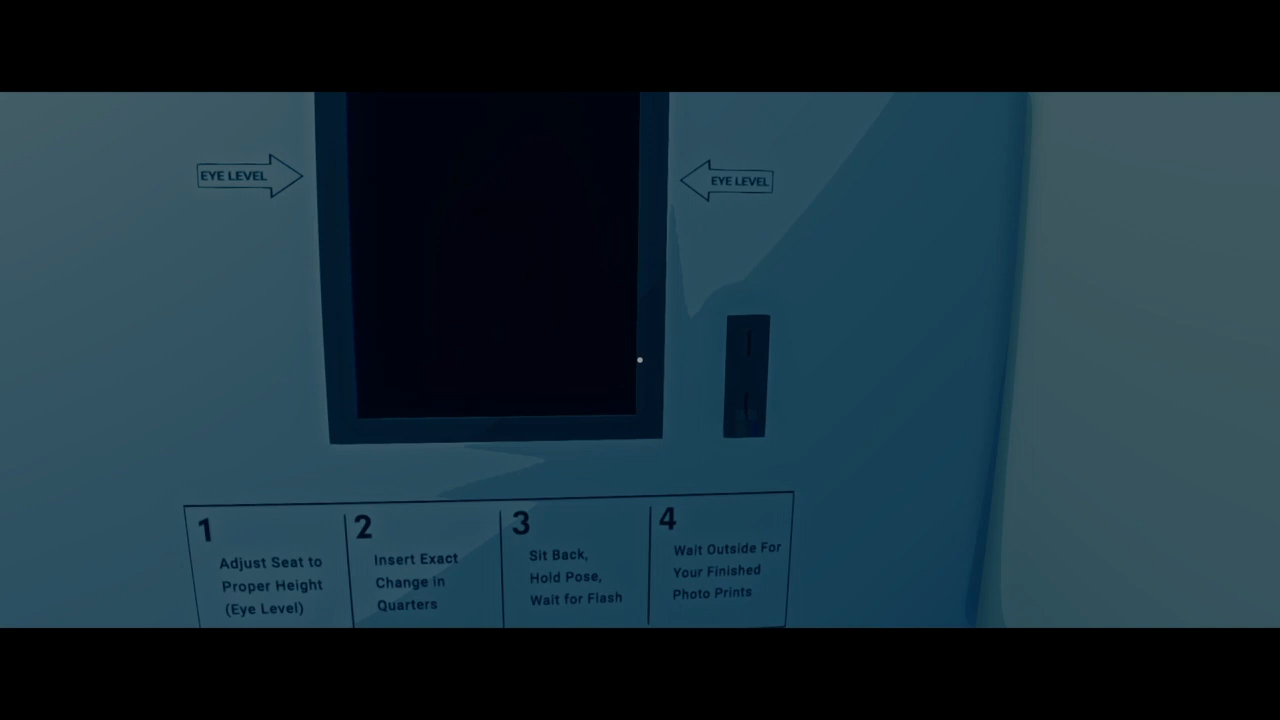 EYE LEVEL
EYE LEVEL
1
Adjust Seat to
Proper Height
(Eye Level)
2
Insert Exact
Change in
Quarters
3
Sit Back,
Hold Pose,
Wait for Flash
4
Wait Outside For
Your Finished
Photo Prints